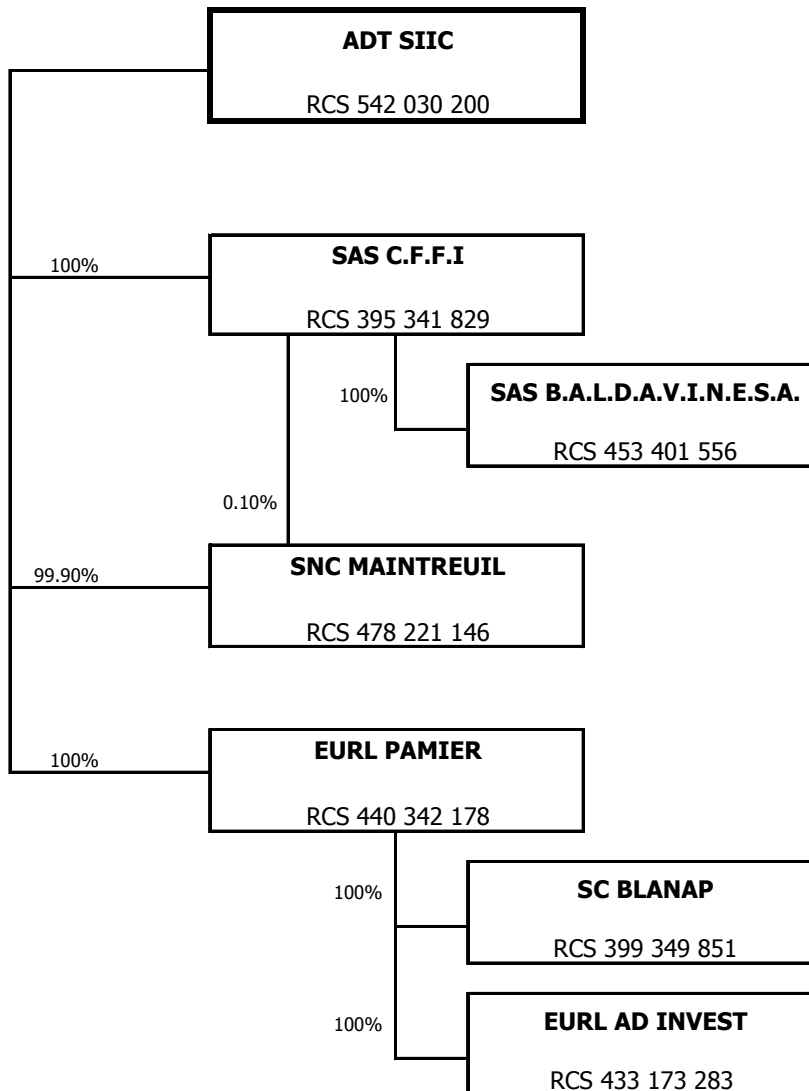 ADT SIIC
RCS 542 030 200
100%
SAS C.F.F.I
RCS 395 341 829
100%
SAS B.A.L.D.A.V.I.N.E.S.A.
RCS 453 401 556
0.10%
99.90%
SNC MAINTREUIL
RCS 478 221 146
100%
EURL PAMIER
RCS 440 342 178
100%
SC BLANAP
RCS 399 349 851
100%
EURL AD INVEST
RCS 433 173 283